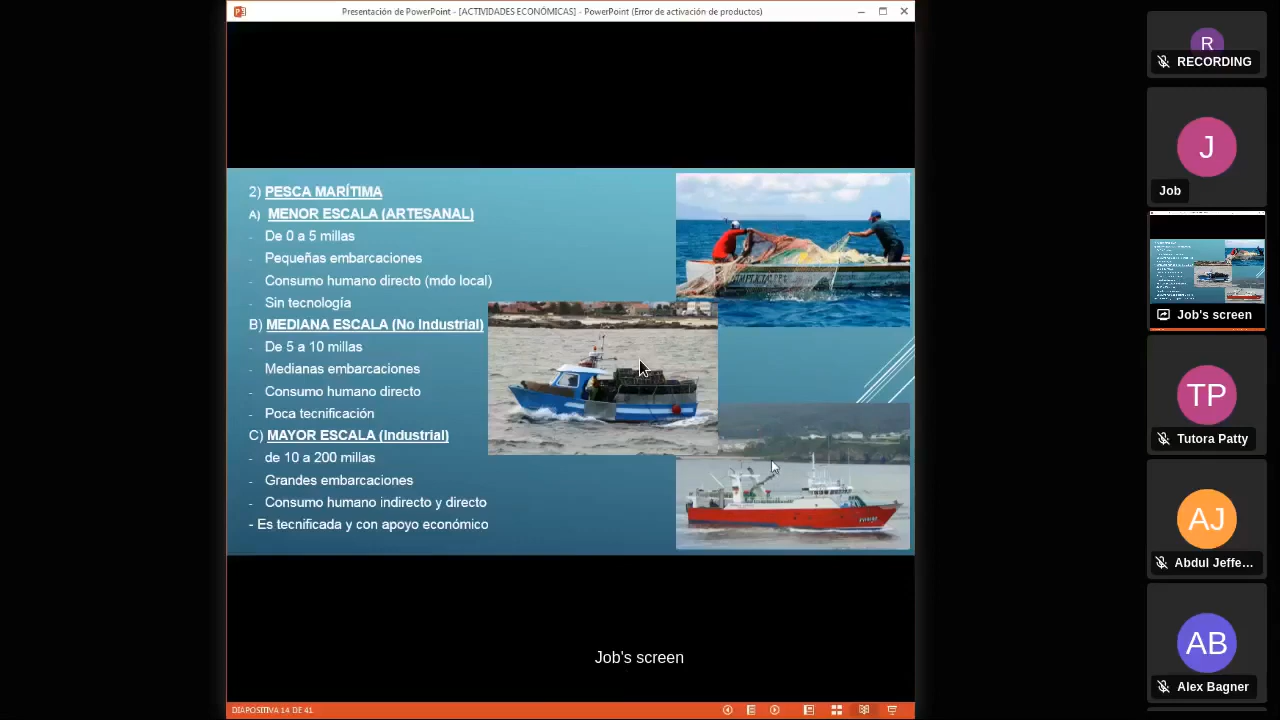 Presentación de PowerPoint - [ACTIVIDADES ECONÓMICAS] - PowerPoint (Error de activación de productos)
2) PESCA MARÍTIMA
A) MENOR ESCALA (ARTESANAL)
- De 0 a 5 millas
- Pequeñas embarcaciones
- Consumo humano directo (mdo local)
- Sin tecnología
B) MEDIANA ESCALA (No Industrial)
- De 5 a 10 millas
- Medianas embarcaciones
- Consumo humano directo
- Poca tecnificación
C) MAYOR ESCALA (Industrial)
- de 10 a 200 millas
- Grandes embarcaciones
- Consumo humano indirecto y directo
- Es tecnificada y con apoyo económico
Job's screen
DIAPOSITIVA 14 DE 41
R
RECORDING
J
Job
Job's screen
TP
Tutora Patty
AJ
Abdul Jeffe...
AB
Alex Bagner